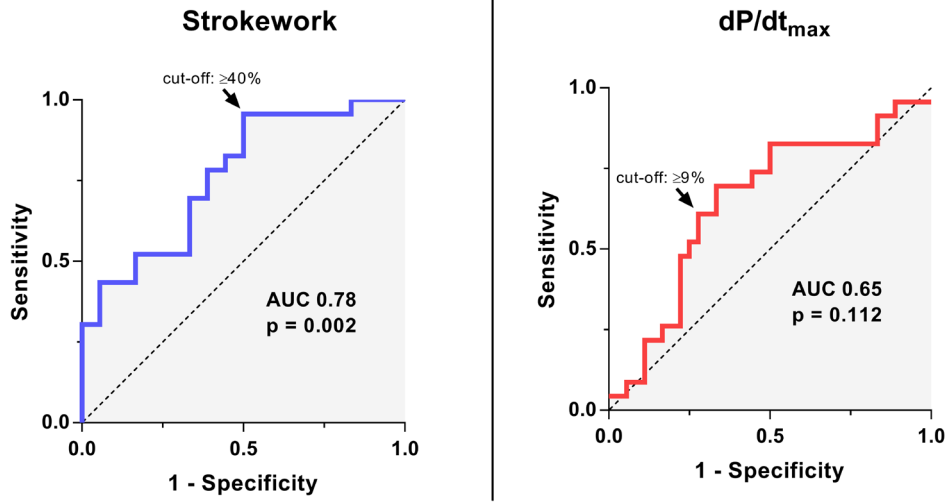 Strokework
cut-off: ≥40%
1.0
0.5
0.0
Sensitivity
AUC 0.78
p = 0.002
0.0
0.5
1.0
1 - Specificity
dP/dtmax
cut-off: ≥9%
1.0
0.5
0.0
Sensitivity
AUC 0.65
p = 0.112
0.0
0.5
1.0
1 - Specificity